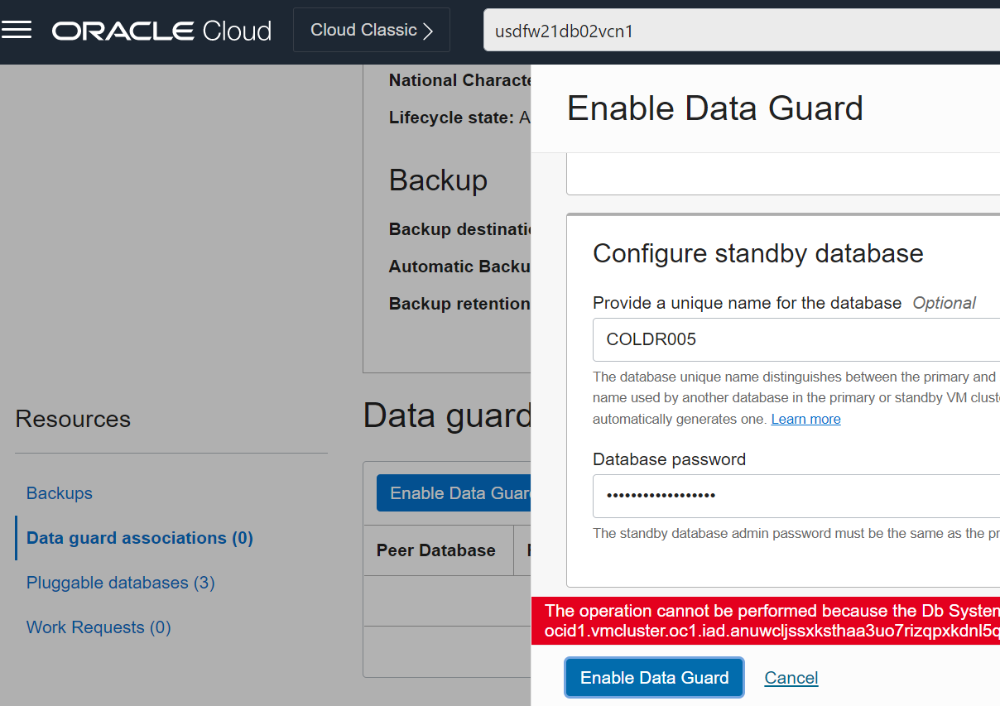 ORACLE Cloud
Cloud Classic
usdfw21db02vcn1
National Characte
Lifecycle state: A
Backup
Backup destinatio
Automatic Backu
Backup retention
Resources
Backups
Data guard associations (0)
Pluggable databases (3)
Work Requests (0)
Data guard
Enable Data Guar
Peer Database
Enable Data Guard
Configure standby database
Provide a unique name for the database Optional
COLDR005
The database unique name distinguishes between the primary and
name used by another database in the primary or standby VM clust
automatically generates one. Learn more
Database password
••••••••••••••••••
The standby database admin password must be the same as the pr
The operation cannot be performed because the Db System
ocid1.vmcluster.oc1.iad.anuwcljssxksthaa3uo7rizqpxkdnl5q
Enable Data Guard
Cancel